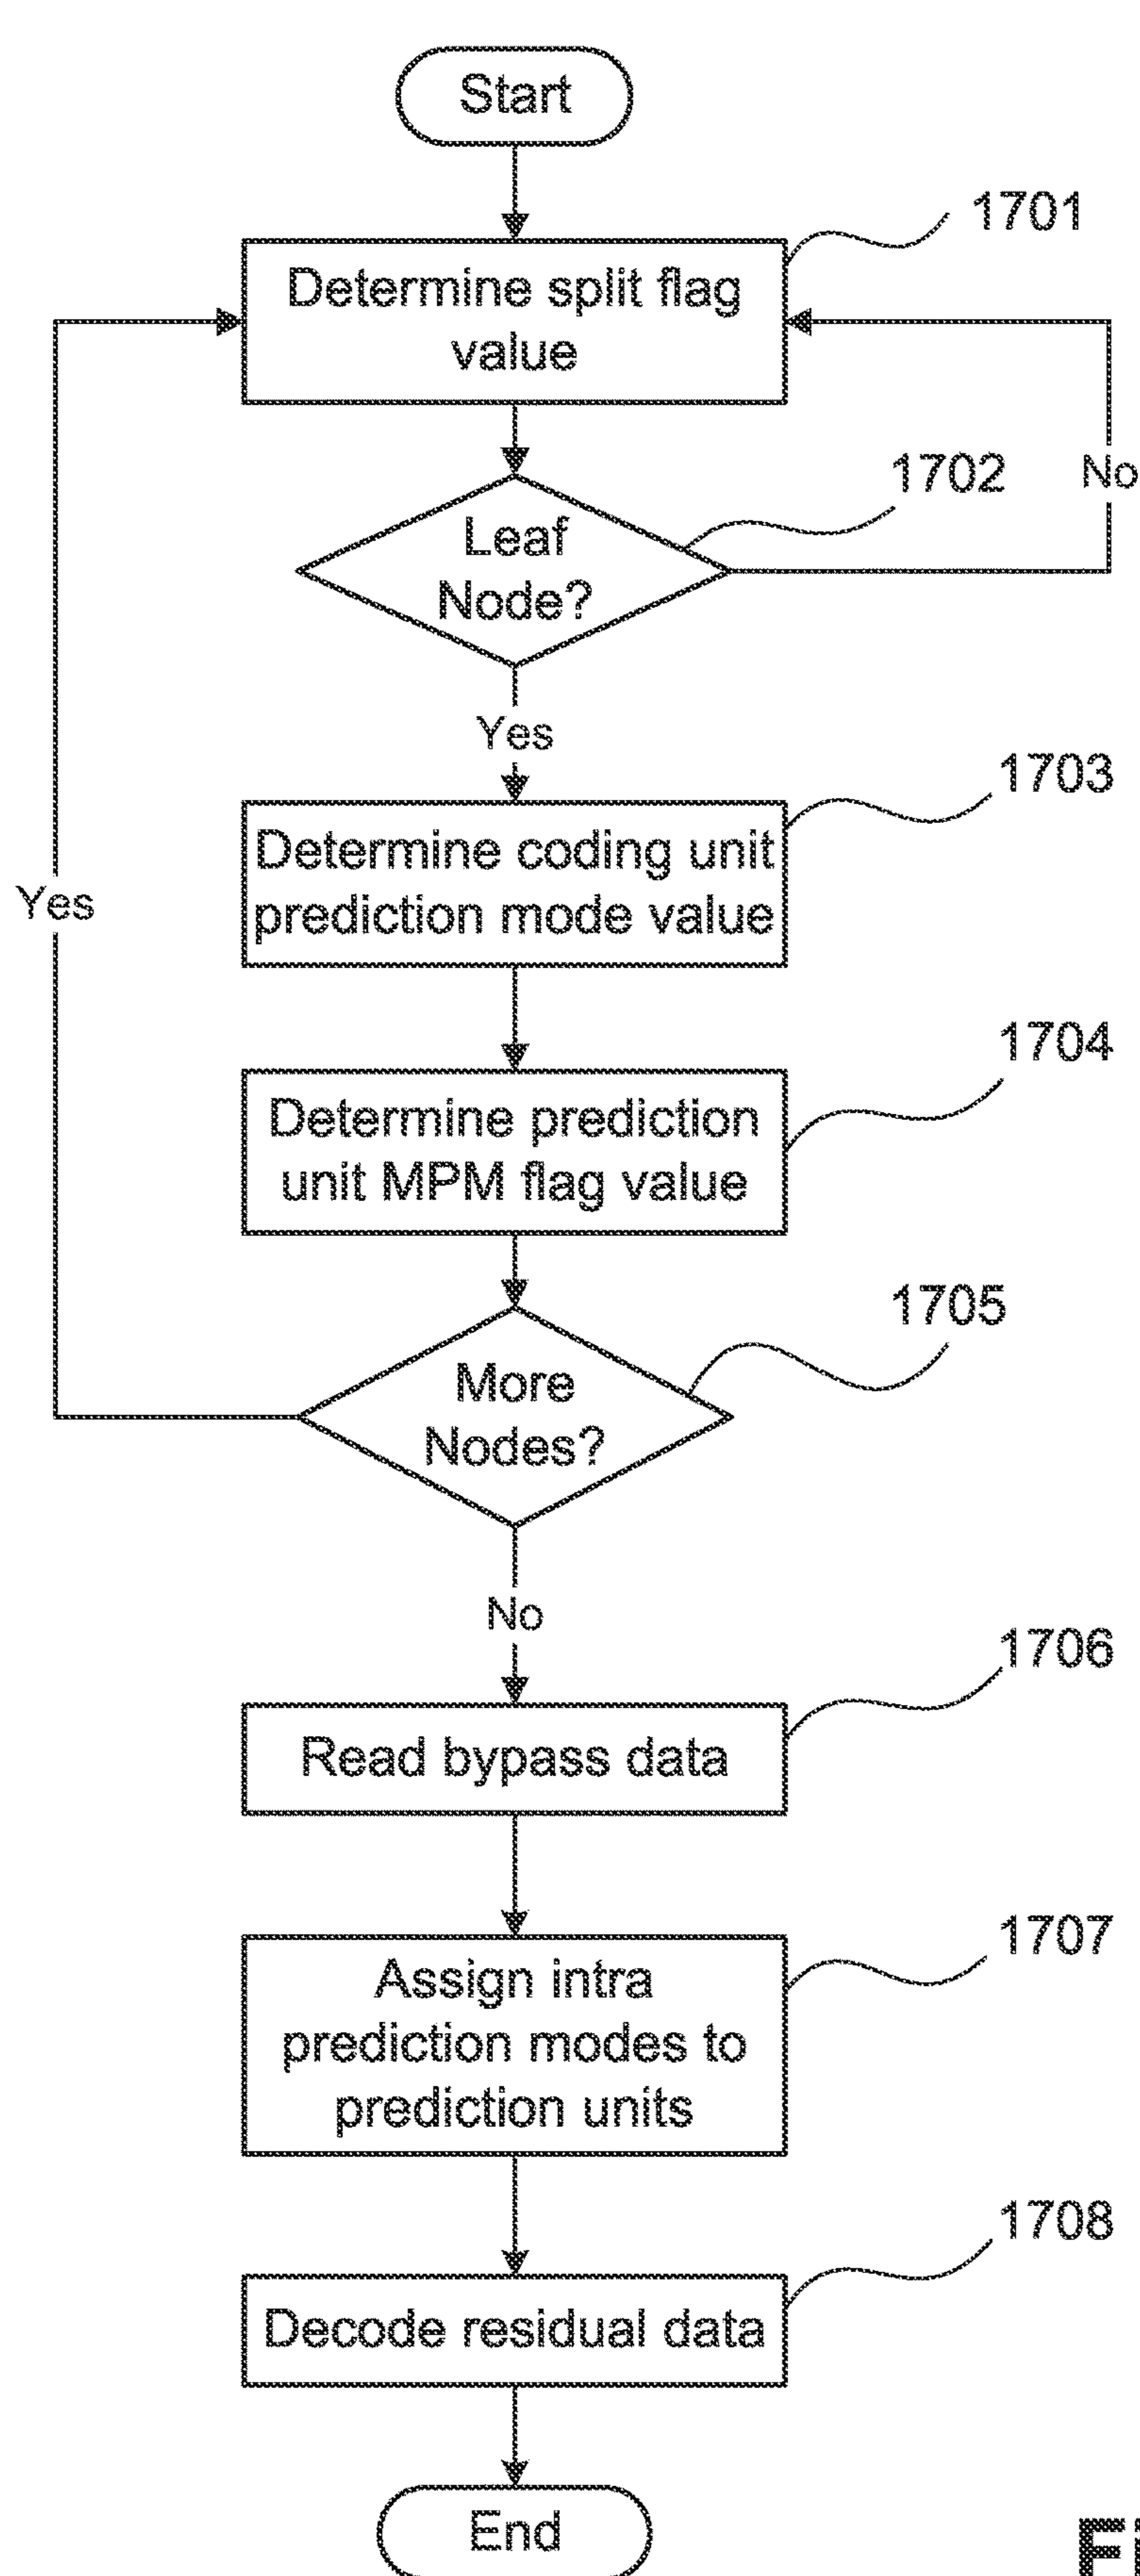 Start
1701
Determine split flag
value
1702
No
Leaf
Node?
Yes
1703
Determine coding unit
prediction mode value
Yes
1704
Determine prediction
unit MPM flag value
1705
More
Nodes?
No
1706
Read bypass data
1707
Assign intra
prediction modes to
prediction units
1708
Decode residual data
End